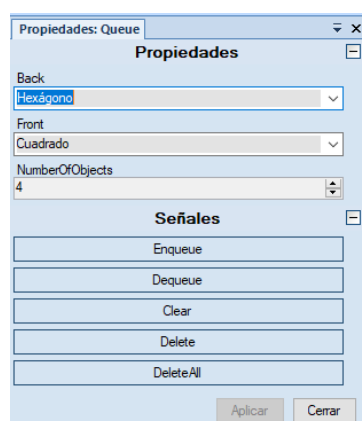 Propiedades: Queue
Propiedades
Back
Hexágono
Front
Cuadrado
NumberOfObjects
4
Señales
Enqueue
Dequeue
Clear
Delete
DeleteAll
Aplicar Cerrar